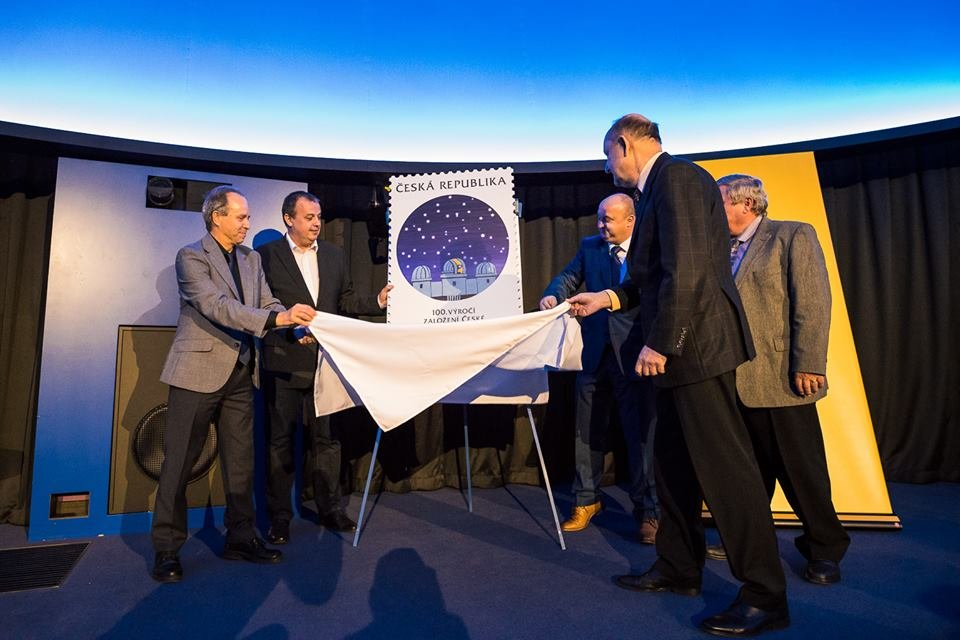 ČESKÁ REPUBLIKA
100. VÝROČÍ
ZALOŽENÍ ČESKÉ